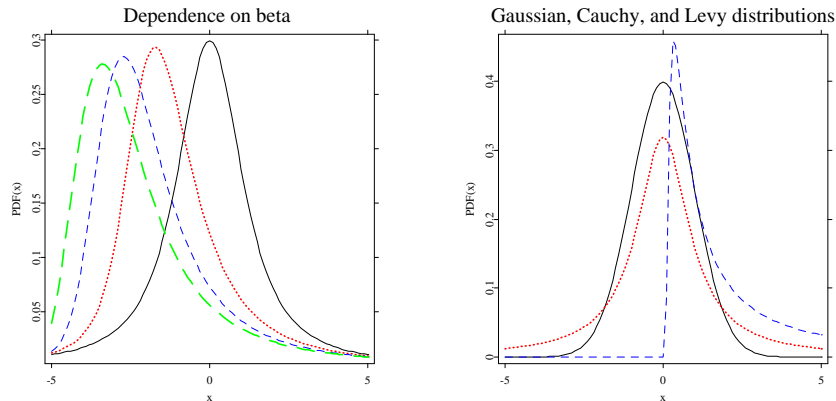 Dependence on beta
PDF(x)
0.05
0.1
0.15
0.2
0.25
0.3
-5
0
5
x
Gaussian, Cauchy, and Levy distributions
PDF(x)
0
0.1
0.2
0.3
0.4
-5
0
5
x